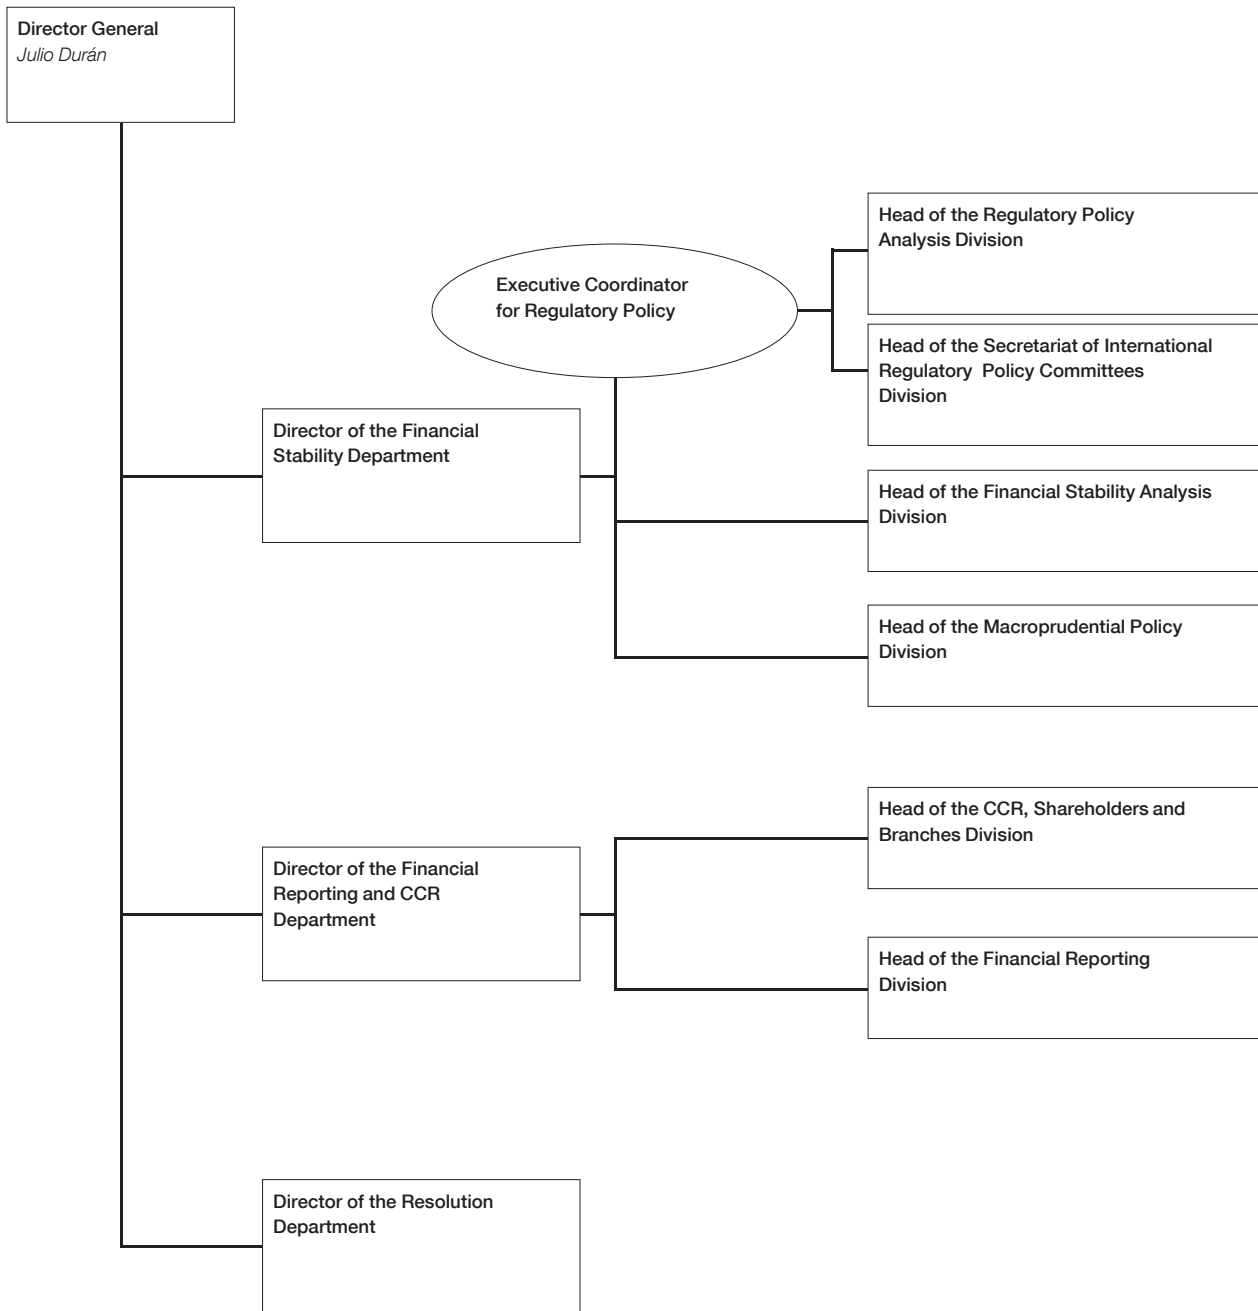 Director General
Julio Durán
Head of the Regulatory Policy
Analysis Division
Executive Coordinator
for Regulatory Policy
Head of the Secretariat of International
Regulatory Policy Committees
Division
Director of the Financial
Stability Department
Head of the Financial Stability Analysis
Division
Head of the Macroprudential Policy
Division
Head of the CCR, Shareholders and
Branches Division
Director of the Financial
Reporting and CCR
Department
Head of the Financial Reporting
Division
Director of the Resolution
Department